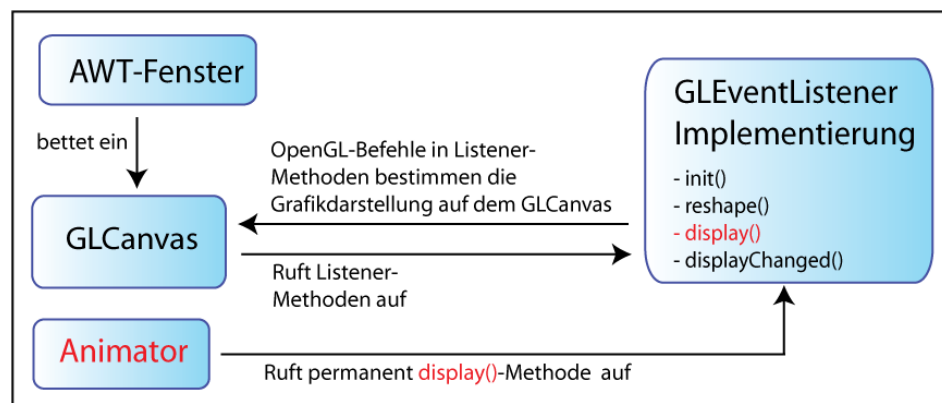 AWT-Fenster
bettet ein
GLCanvas
OpenGL-Befehle in Listener-
Methoden bestimmen die
Grafikdarstellung auf dem GLCanvas
Ruft Listener-
Methoden auf
GLEventListener
Implementierung
- init()
- reshape()
- display()
- displayChanged()
Animator
Ruft permanent display()-Methode auf